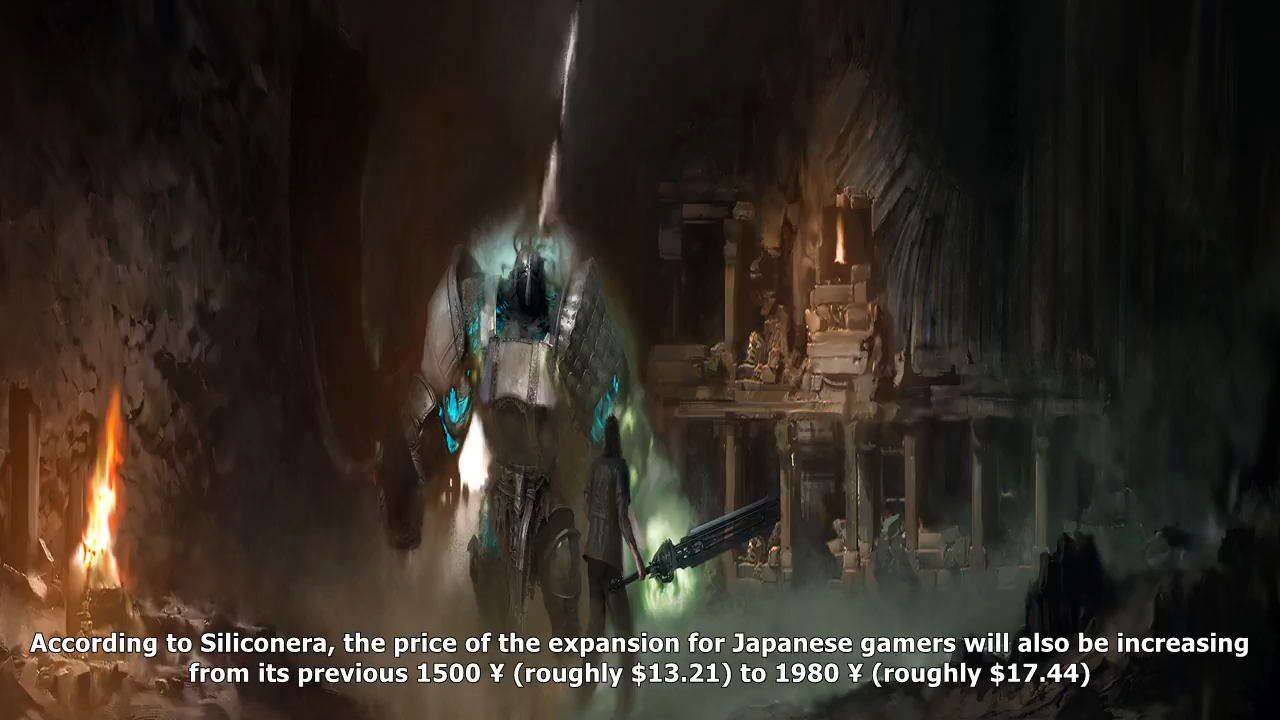 According to Siliconera, the price of the expansion for Japanese gamers will also be increasing
from its previous 1500 ¥ (roughly $13.21) to 1980 ¥ (roughly $17.44)